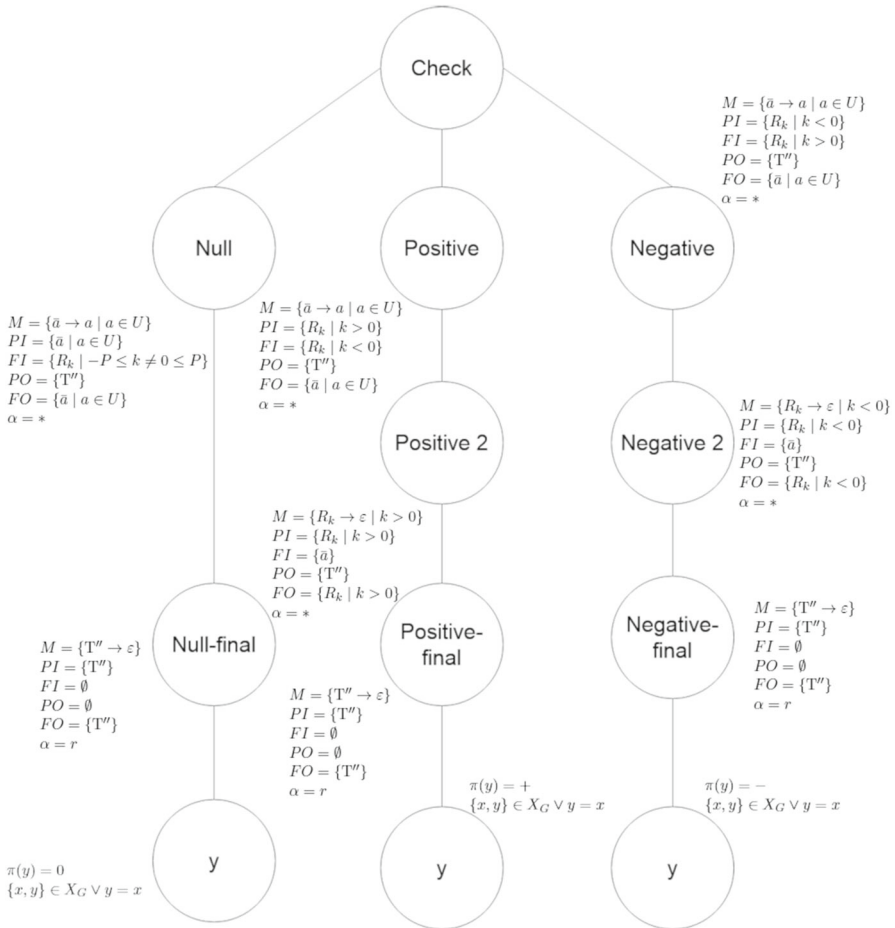 Check
M = {ā → a | a ∈ U}
PI = {R_k | k < 0}
FI = {R_k | k > 0}
PO = {T″}
FO = {ā | a ∈ U}
α = *
Null
Positive
Negative
M = {ā → a | a ∈ U}
PI = {ā | a ∈ U}
FI = {R_k | −P ≤ k ≠ 0 ≤ P}
PO = {T″}
FO = {ā | a ∈ U}
α = *
M = {ā → a | a ∈ U}
PI = {R_k | k > 0}
FI = {R_k | k < 0}
PO = {T″}
FO = {ā | a ∈ U}
α = *
Positive 2
Negative 2
M = {R_k → ε | k < 0}
PI = {R_k | k < 0}
FI = {ā}
PO = {T″}
FO = {R_k | k < 0}
α = *
M = {R_k → ε | k > 0}
PI = {R_k | k > 0}
FI = {ā}
PO = {T″}
FO = {R_k | k > 0}
α = *
Null-final
Positive-
final
Negative-
final
M = {T″ → ε}
PI = {T″}
FI = ∅
PO = ∅
FO = {T″}
α = r
M = {T″ → ε}
PI = {T″}
FI = ∅
PO = ∅
FO = {T″}
α = r
M = {T″ → ε}
PI = {T″}
FI = ∅
PO = ∅
FO = {T″}
α = r
π(y) = 0
{x, y} ∈ X_G ∨ y = x
y
π(y) = +
{x, y} ∈ X_G ∨ y = x
y
π(y) = −
{x, y} ∈ X_G ∨ y = x
y